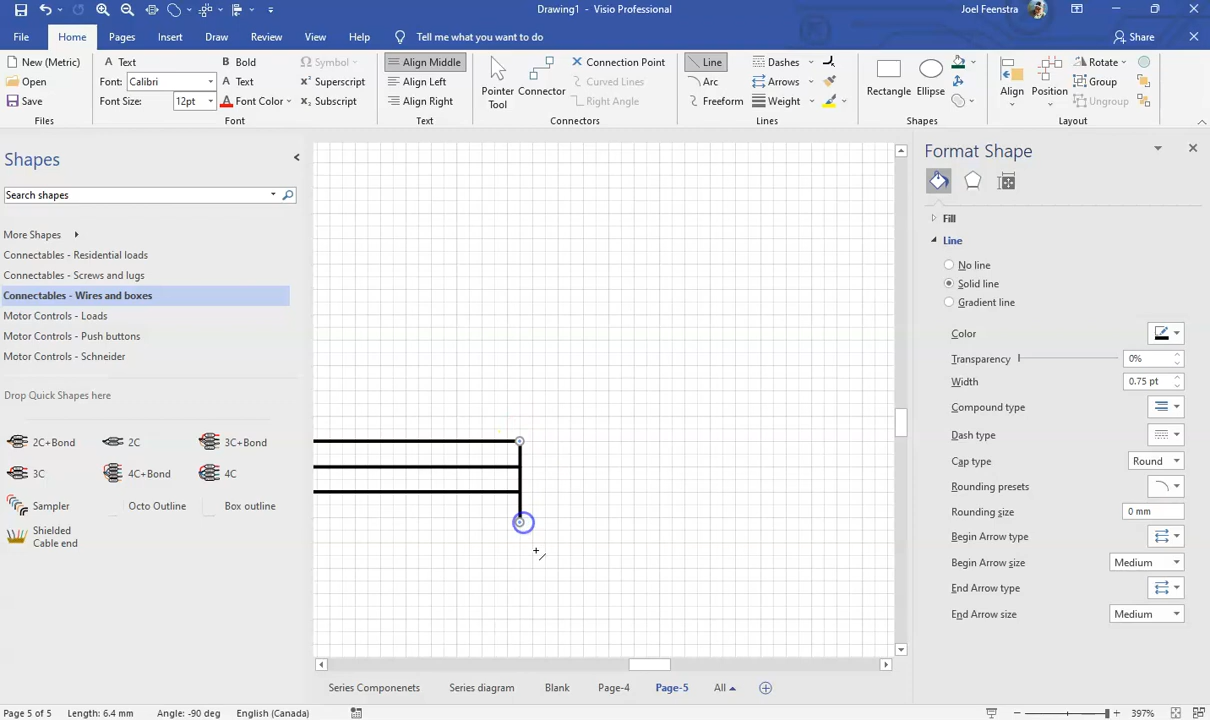 Drawing1 - Visio Professional
Joel Feenstra
File
Home
Pages
Insert
Draw
Review
View
Help
Tell me what you want to do
Share
New (Metric)
Open
Save
Files
Text
Font: Calibri
Font Size: 12pt
Bold
Text
Font Color
Symbol
Superscript
Subscript
Font
Align Middle
Align Left
Align Right
Text
Pointer Tool
Connector
Connection Point
Curved Lines
Right Angle
Connectors
Line
Arc
Freeform
Dashes
Arrows
Weight
Lines
Rectangle
Ellipse
Shapes
Align
Position
Rotate
Group
Ungroup
Layout
Shapes
Search shapes
More Shapes
Connectables - Residential loads
Connectables - Screws and lugs
Connectables - Wires and boxes
Motor Controls - Loads
Motor Controls - Push buttons
Motor Controls - Schneider
Drop Quick Shapes here
2C+Bond
2C
3C+Bond
3C
4C+Bond
4C
Sampler
Octo Outline
Box outline
Shielded
Cable end
Format Shape
Fill
Line
No line
Solid line
Gradient line
Color
Transparency 0%
Width 0.75 pt
Compound type
Dash type
Cap type Round
Rounding presets
Rounding size 0 mm
Begin Arrow type
Begin Arrow size Medium
End Arrow type
End Arrow size Medium
Series Componenets
Series diagram
Blank
Page-4
Page-5
All
Page 5 of 5
Length: 6.4 mm
Angle: -90 deg
English (Canada)
397%